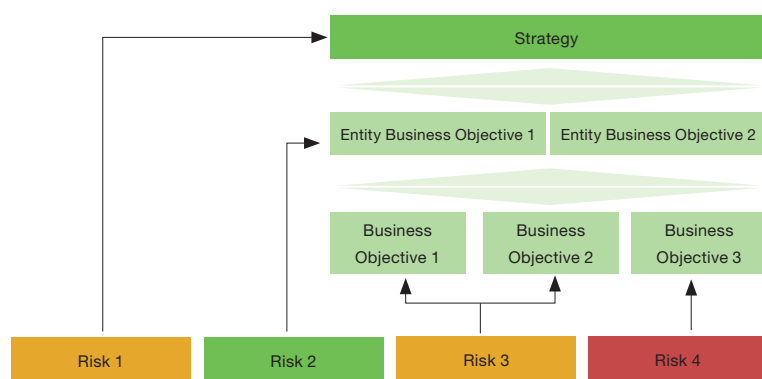 Strategy
Entity Business Objective 1
Entity Business Objective 2
Business
Objective 1
Business
Objective 2
Business
Objective 3
Risk 1
Risk 2
Risk 3
Risk 4